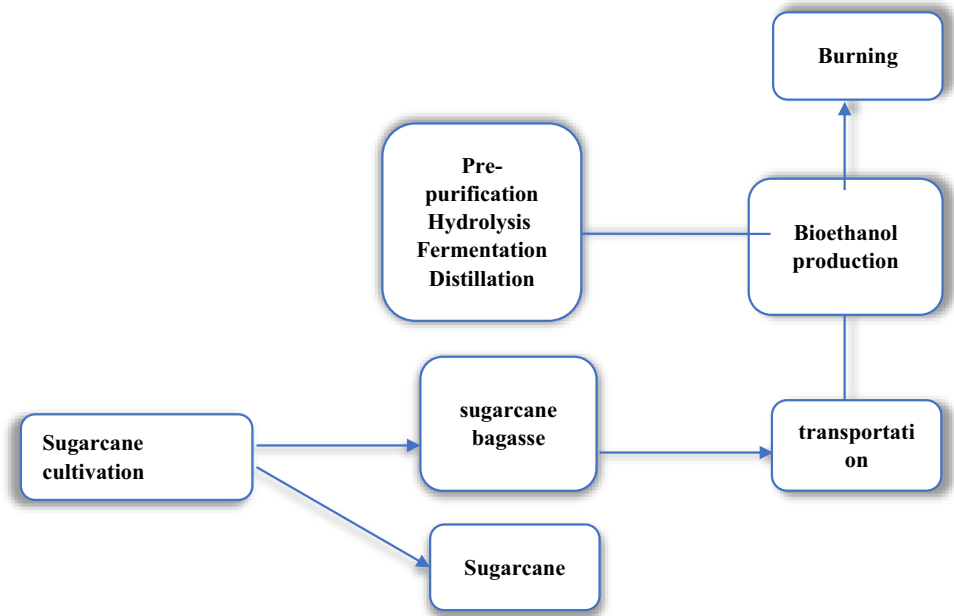 Burning
Pre-
purification
Hydrolysis
Fermentation
Distillation
Bioethanol
production
sugarcane
bagasse
transportati
on
Sugarcane
cultivation
Sugarcane